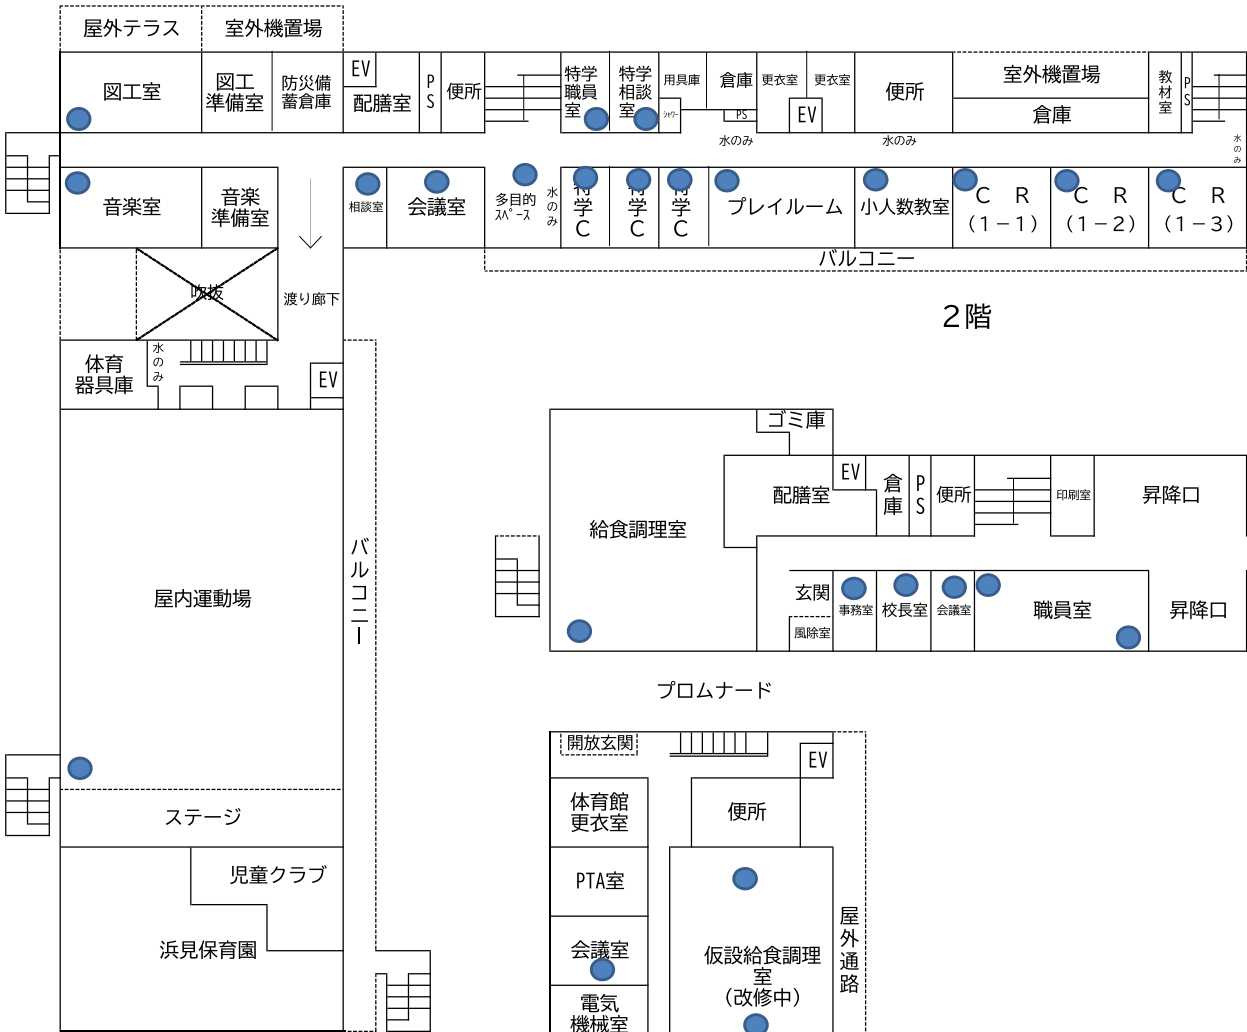 屋外テラス
室外機置場
図工室
図工
準備室
防災備
蓄倉庫
EV
配膳室
PS
便所
特学
職員
室
特学
相談
室
用具庫
シャワー
倉庫
PS
更衣室
更衣室
EV
便所
室外機置場
倉庫
教材室
PS
水のみ
水のみ
水のみ
音楽室
音楽
準備室
相談室
会議室
多目的
スペース
水のみ
特学C
特学C
特学C
プレイルーム
小人数教室
C R
(1－1)
C R
(1－2)
C R
(1－3)
バルコニー
吹抜
渡り廊下
2階
体育
器具庫
水のみ
EV
屋内運動場
バルコニー
ステージ
児童クラブ
浜見保育園
ゴミ庫
給食調理室
配膳室
EV
倉庫
PS
便所
印刷室
昇降口
玄関
風除室
事務室
校長室
会議室
職員室
昇降口
プロムナード
開放玄関
EV
体育館
更衣室
便所
PTA室
会議室
電気
機械室
仮設給食調理
室
(改修中)
屋外通路